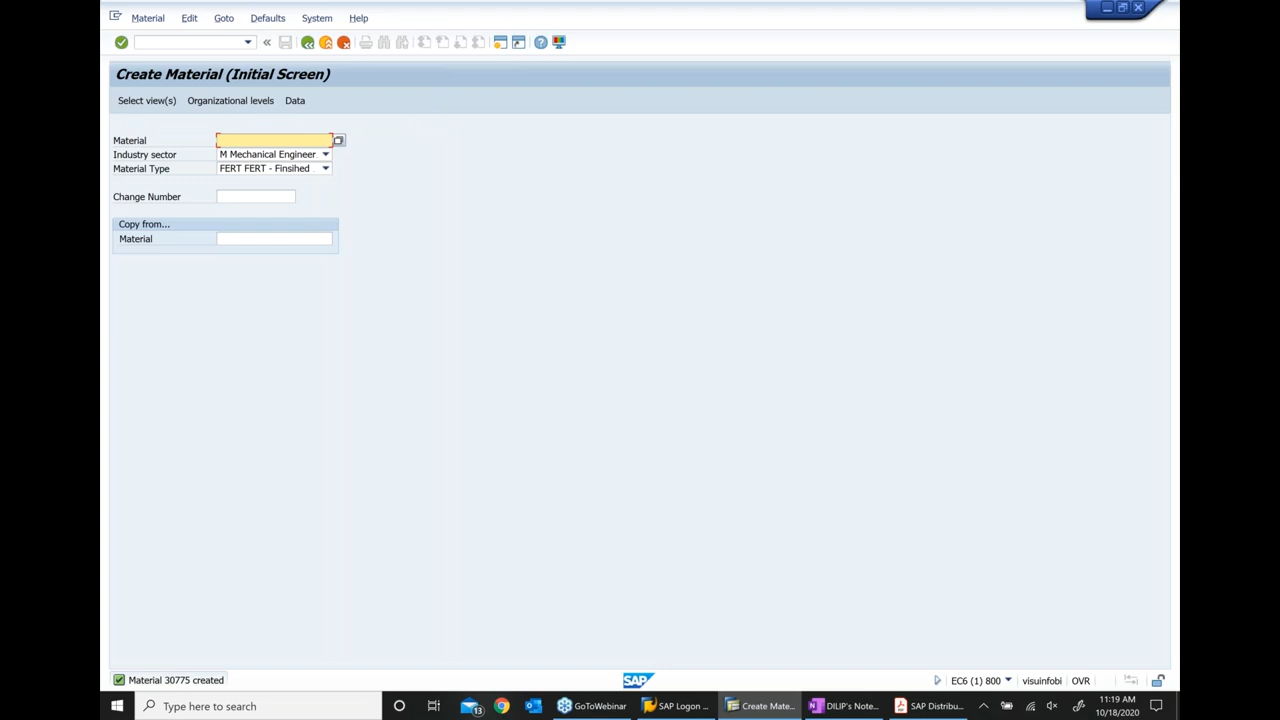 Material Edit Goto Defaults System Help
Create Material (Initial Screen)
Select view(s) Organizational levels Data
Material
Industry sector M Mechanical Engineer
Material Type FERT FERT - Finsihed
Change Number
Copy from...
Material
Material 30775 created
SAP
EC6 (1) 800 visuinfobi OVR
Type here to search
13
GoToWebinar
SAP Logon ...
Create Mate...
DILIP's Note...
SAP Distribu...
11:19 AM
10/18/2020